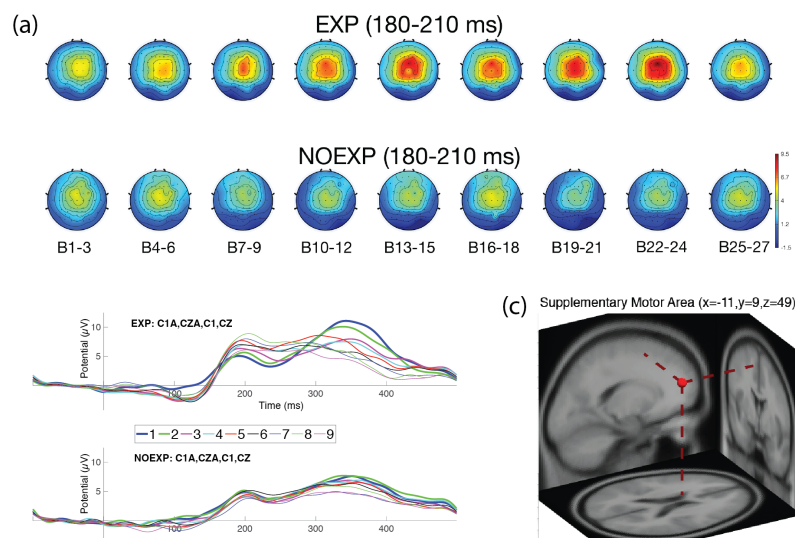 (a)
EXP (180-210 ms)
NOEXP (180-210 ms)
8.5
6
4
1.2
-1.5
B1-3 B4-6 B7-9 B10-12 B13-15 B16-18 B19-21 B22-24 B25-27
(c)
Supplementary Motor Area (x=-11,y=9,z=49)
EXP: C1A,CZA,C1,CZ
Potential (µV)
10
5
100 200 300 400
Time (ms)
1 2 3 4 5 6 7 8 9
NOEXP: C1A,CZA,C1,CZ
Potential (µV)
10
5
100 200 300 400